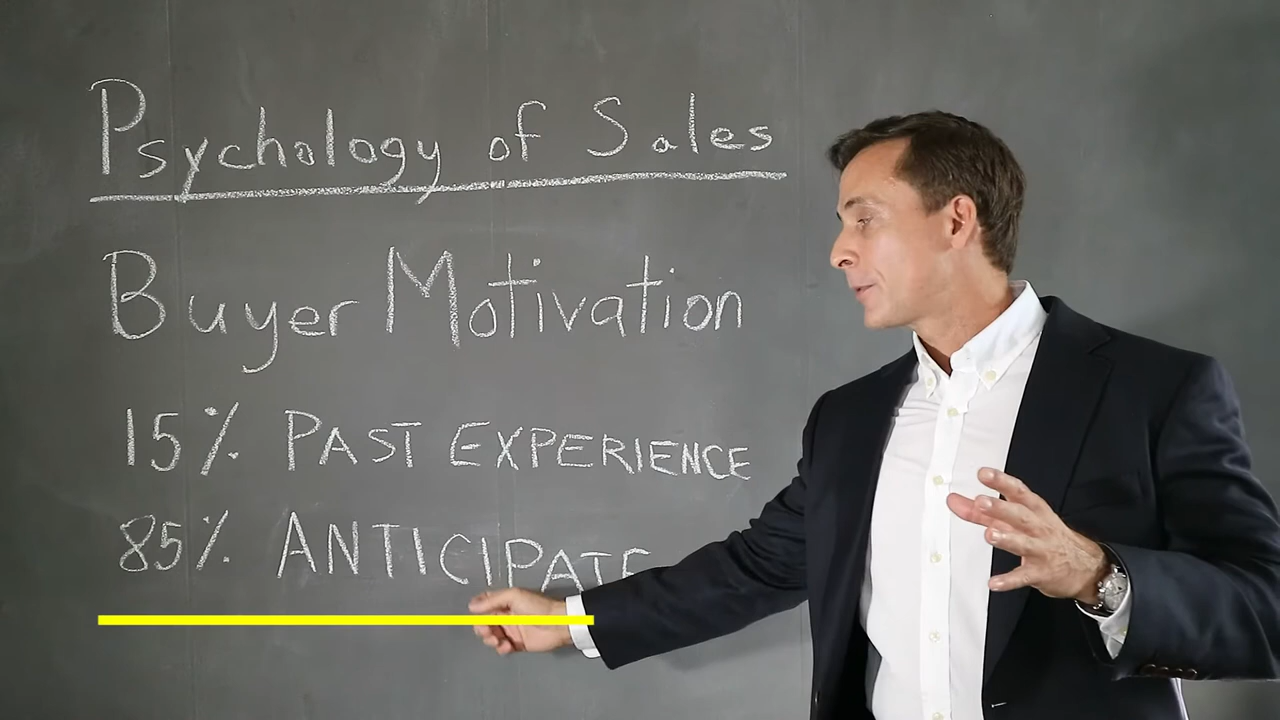 Psychology of Sales
Buyer Motivation
15% PAST EXPERIENCE
85% ANTICIPATE